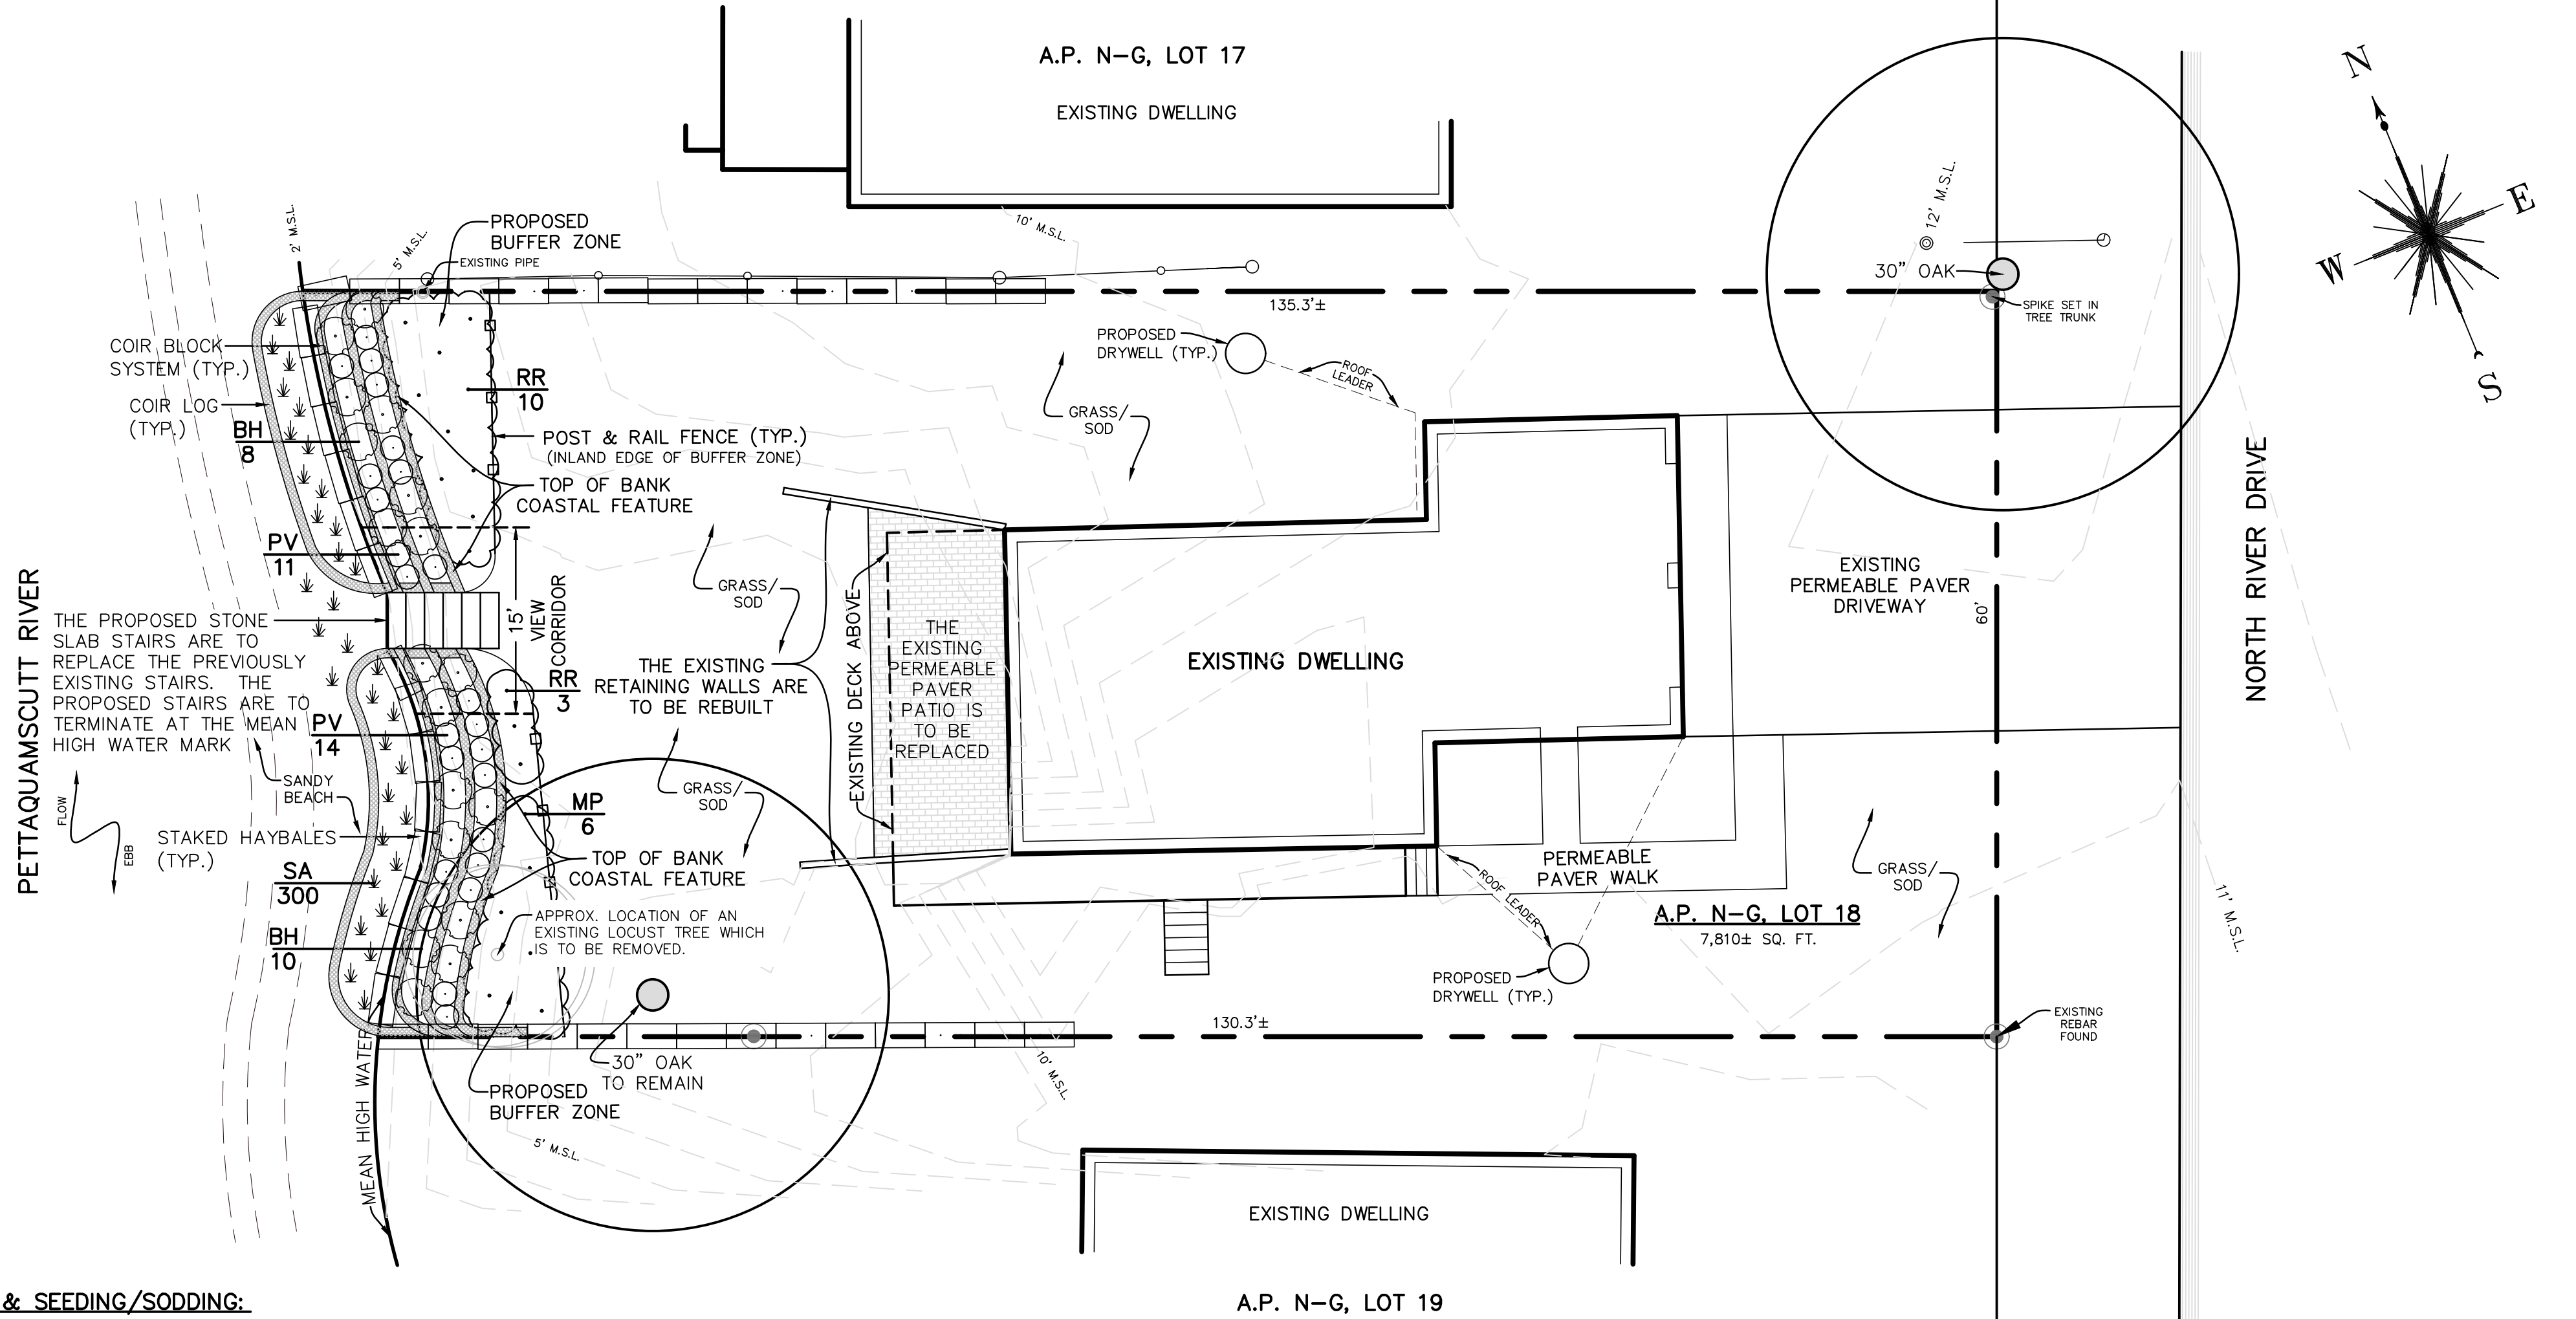 A.P. N-G, LOT 17
EXISTING DWELLING
N
E
W
S
12' M.S.L.
30" OAK
SPIKE SET IN
TREE TRUNK
2' M.S.L.
5' M.S.L.
PROPOSED
BUFFER ZONE
EXISTING PIPE
10' M.S.L.
135.3'±
PROPOSED
DRYWELL (TYP.)
ROOF
LEADER
COIR BLOCK
SYSTEM (TYP.)
COIR LOG
(TYP.)
BH
8
RR
10
GRASS/
SOD
POST & RAIL FENCE (TYP.)
(INLAND EDGE OF BUFFER ZONE)
TOP OF BANK
COASTAL FEATURE
PV
11
15'
VIEW
CORRIDOR
GRASS/
SOD
EXISTING DECK ABOVE
THE
EXISTING
PERMEABLE
PAVER
PATIO IS
TO BE
REPLACED
EXISTING DWELLING
EXISTING
PERMEABLE PAVER
DRIVEWAY
60'
NORTH RIVER DRIVE
PETTAQUAMSCUTT RIVER
THE PROPOSED STONE
SLAB STAIRS ARE TO
REPLACE THE PREVIOUSLY
EXISTING STAIRS. THE
PROPOSED STAIRS ARE TO
TERMINATE AT THE MEAN
HIGH WATER MARK
THE EXISTING
RETAINING WALLS ARE
TO BE REBUILT
RR
3
PV
14
SANDY
BEACH
FLOW
EBB
GRASS/
SOD
MP
6
STAKED HAYBALES
(TYP.)
TOP OF BANK
COASTAL FEATURE
SA
300
APPROX. LOCATION OF AN
EXISTING LOCUST TREE WHICH
IS TO BE REMOVED.
BH
10
PERMEABLE
PAVER WALK
ROOF LEADER
GRASS/
SOD
A.P. N-G, LOT 18
7,810± SQ. FT.
11' M.S.L.
PROPOSED
DRYWELL (TYP.)
EXISTING
REBAR
FOUND
130.3'±
30" OAK
TO REMAIN
10' M.S.L.
PROPOSED
BUFFER ZONE
MEAN HIGH WATER
5' M.S.L.
EXISTING DWELLING
& SEEDING/SODDING:
A.P. N-G, LOT 19